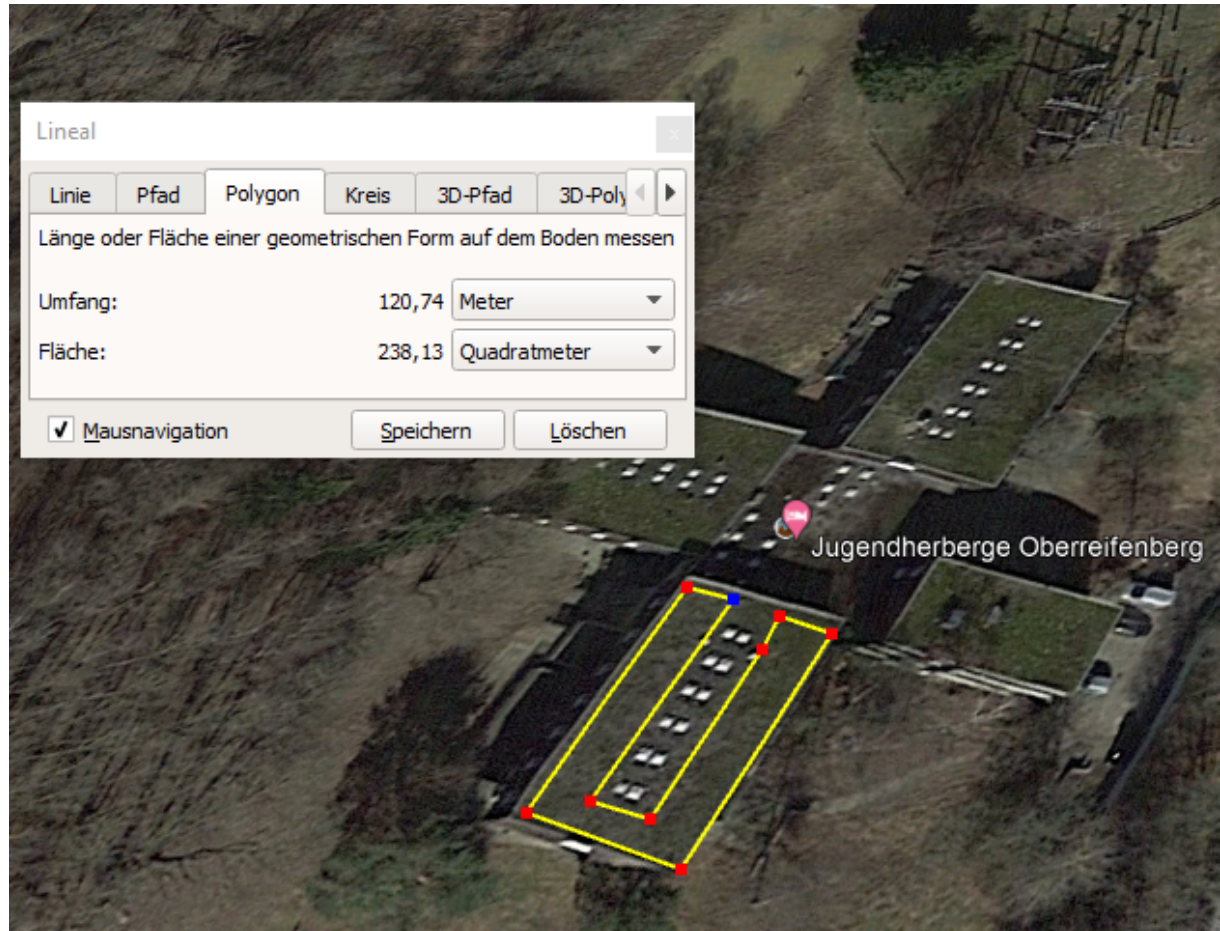 Lineal
x
Linie Pfad Polygon Kreis 3D-Pfad 3D-Poly
Länge oder Fläche einer geometrischen Form auf dem Boden messen
Umfang: 120,74 Meter
Fläche: 238,13 Quadratmeter
Mausnavigation Speichern Löschen
Jugendherberge Oberreifenberg